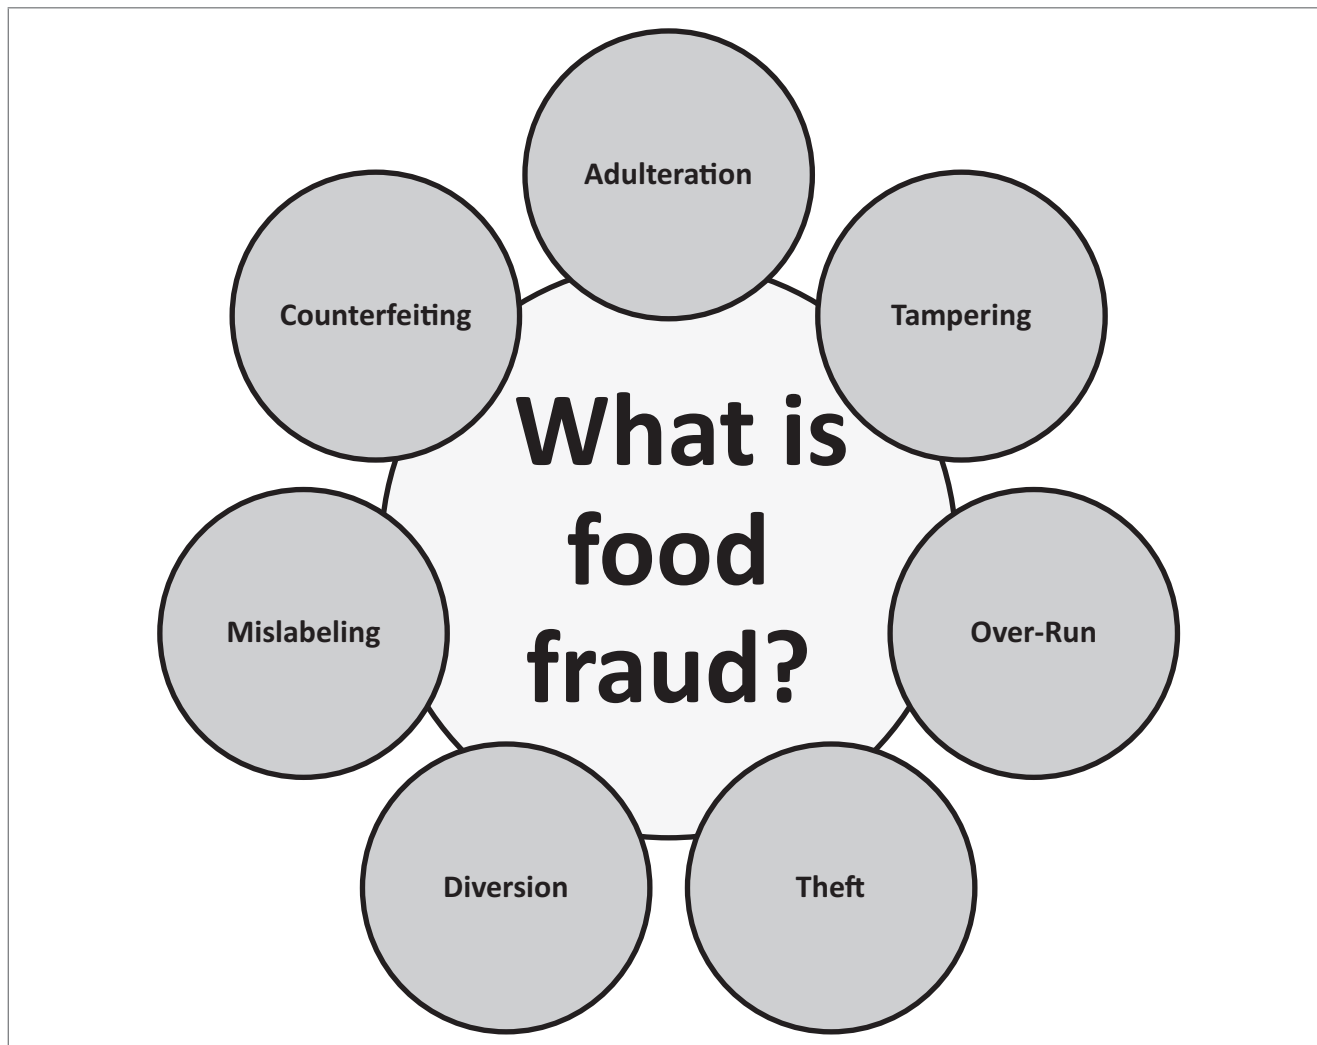 Adulteration
Counterfeiting
Tampering
What is
food
fraud?
Mislabeling
Over-Run
Diversion
Theft